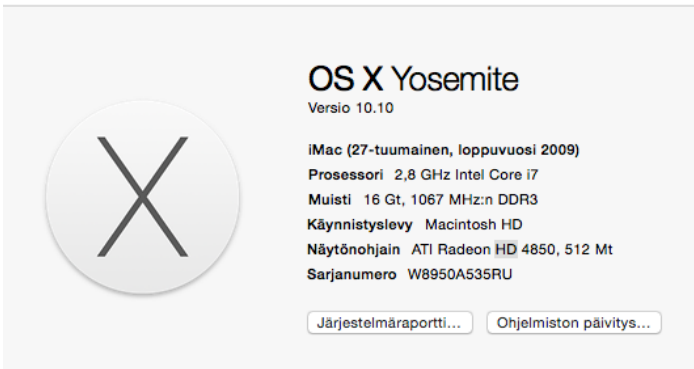 OS X Yosemite
Versio 10.10
iMac (27-tuumainen, loppuvuosi 2009)
Prosessori 2,8 GHz Intel Core i7
Muisti 16 Gt, 1067 MHz:n DDR3
Käynnistyslevy Macintosh HD
Näytönohjain ATI Radeon HD 4850, 512 Mt
Sarjanumero W8950A535RU
Järjestelmäraportti... Ohjelmiston päivitys...